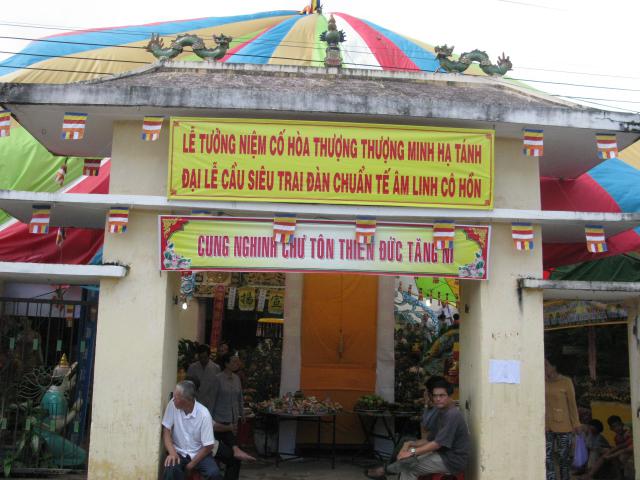 LỄ TƯỞNG NIỆM CỐ HÒA THƯỢNG THƯỢNG MINH HẠ TÁNH
ĐẠI LỄ CẦU SIÊU TRAI ĐÀN CHUẨN TẾ ÂM LINH CÔ HỒN
CUNG NGHINH CHƯ TÔN THIỀN ĐỨC TĂNG NI